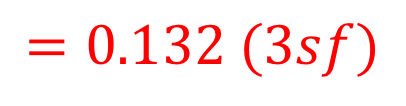 = 0.132 (3sf)